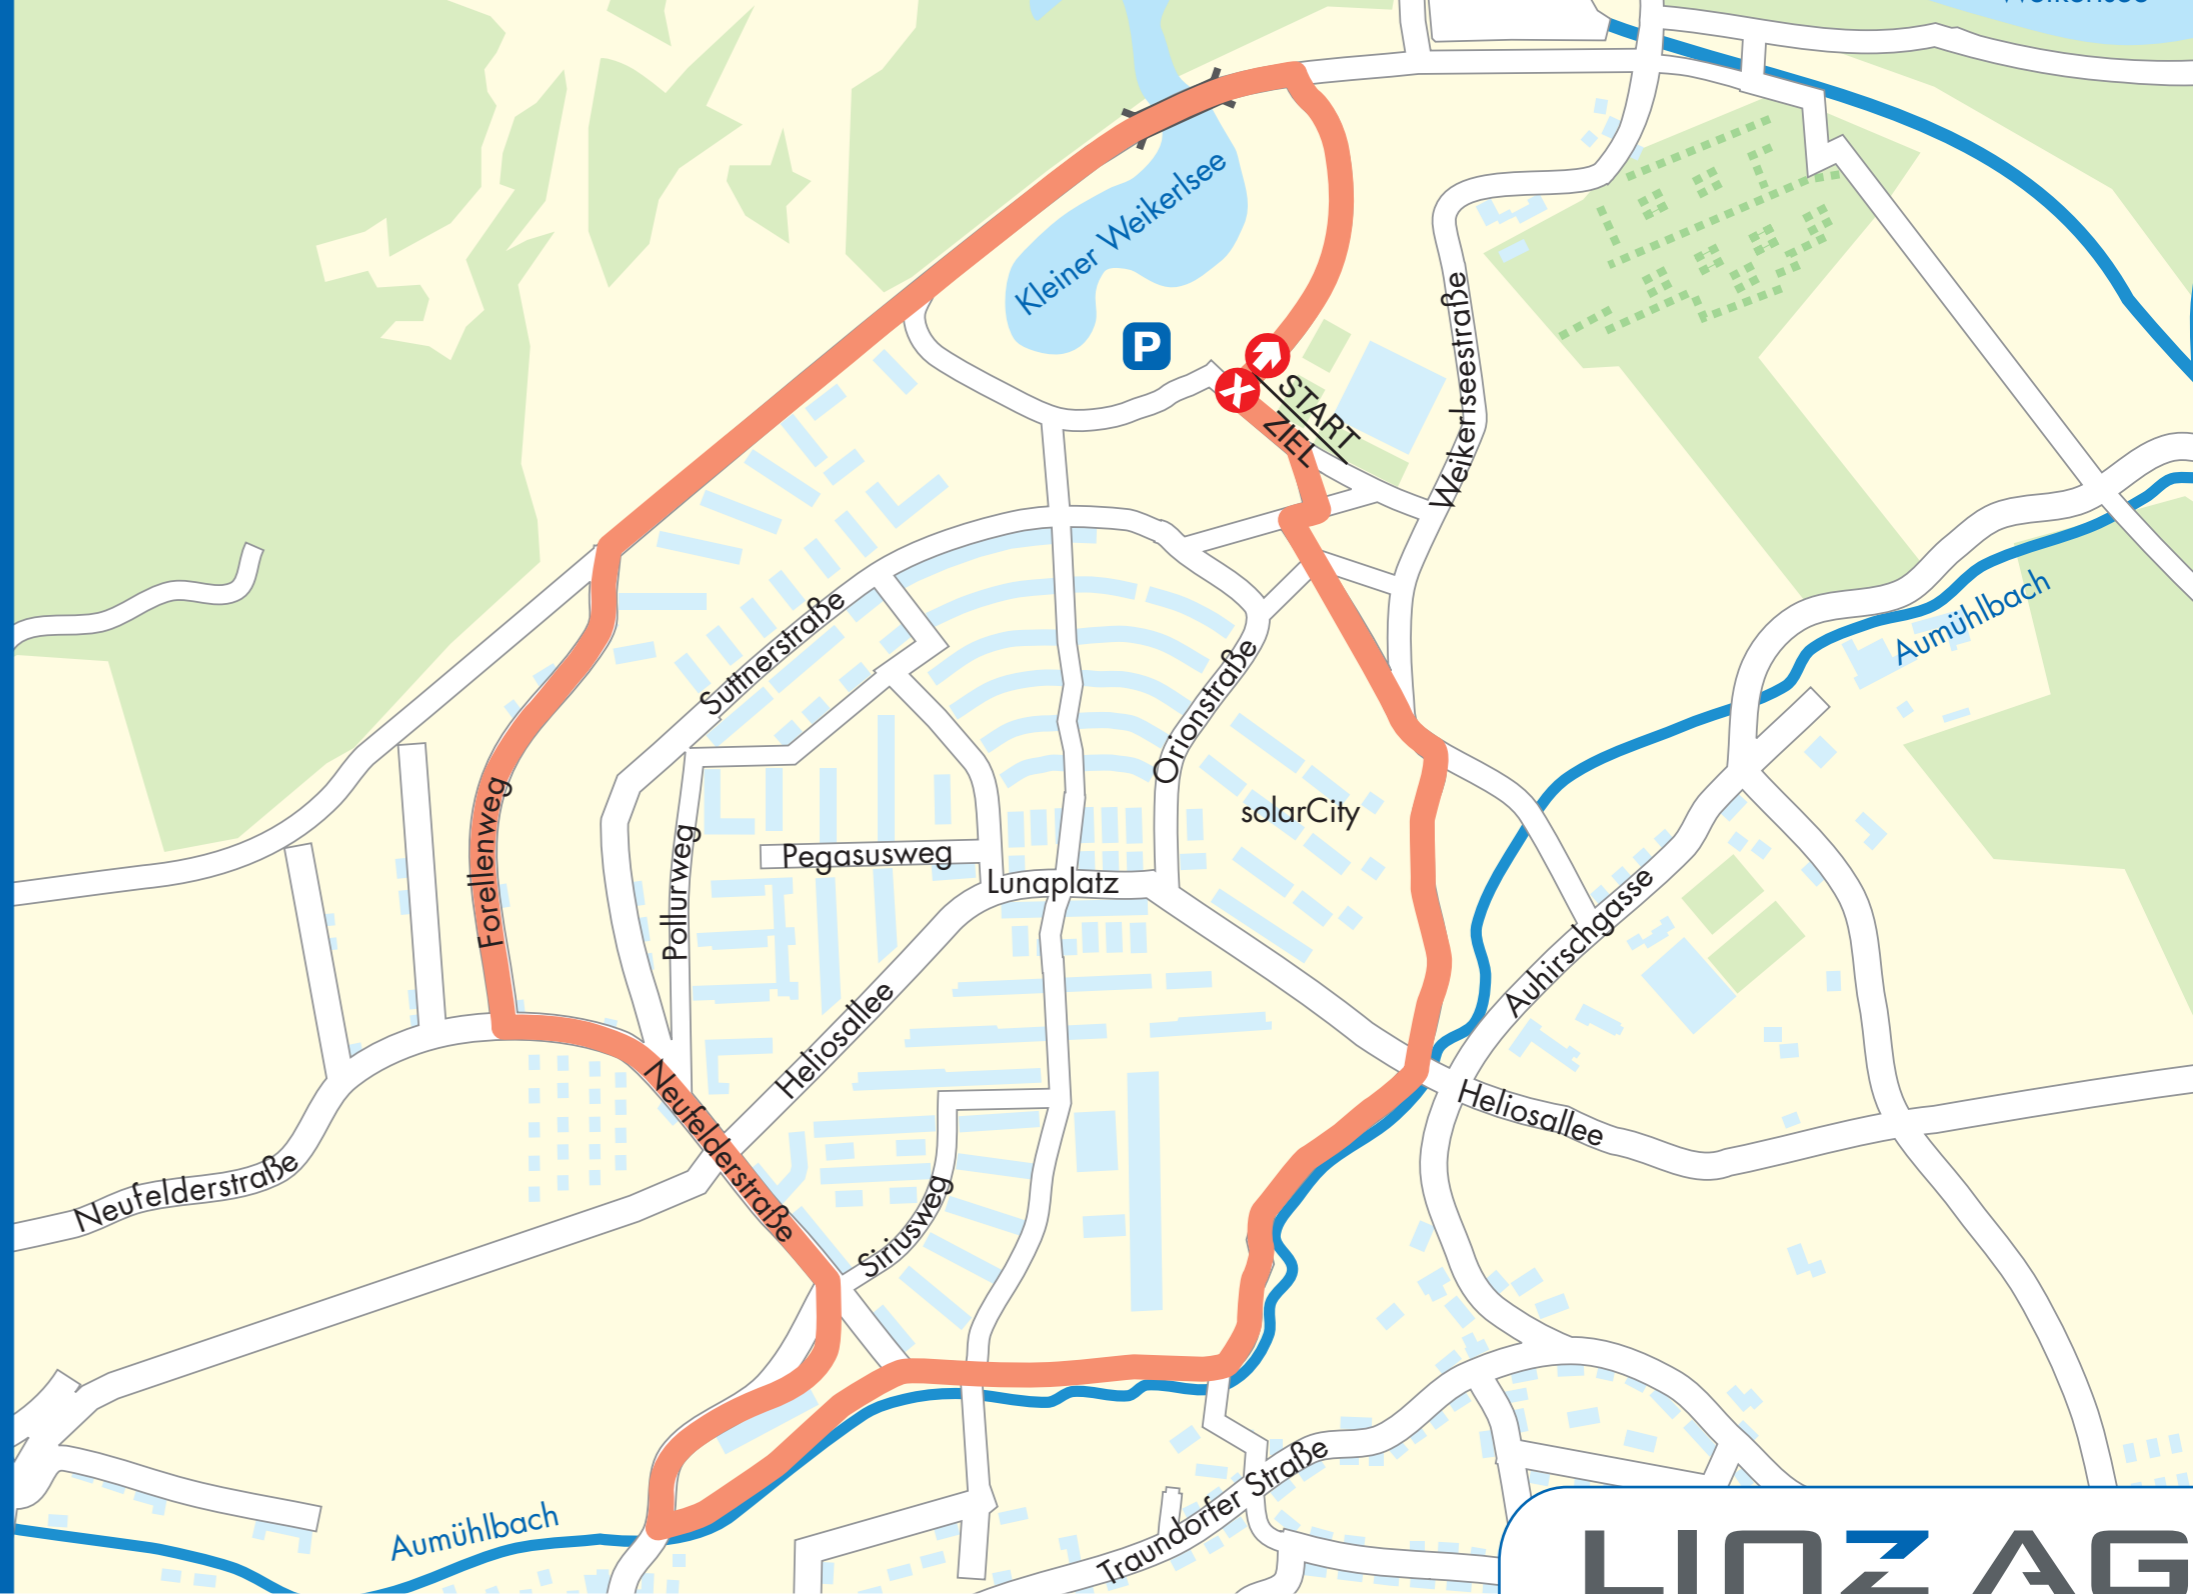 Kleiner Weikerlsee
P
START
ZIEL
Weikerlseestraße
Aumühlbach
Suttnerstraße
Orionstraße
solarCity
Forellenweg
Pollurweg
Pegasusweg
Lunaplatz
Auhirschgasse
Heliosallee
Heliosallee
Neufelderstraße
Neufelderstraße
Siriusweg
Traundorfer Straße
Aumühlbach
LINZ AG